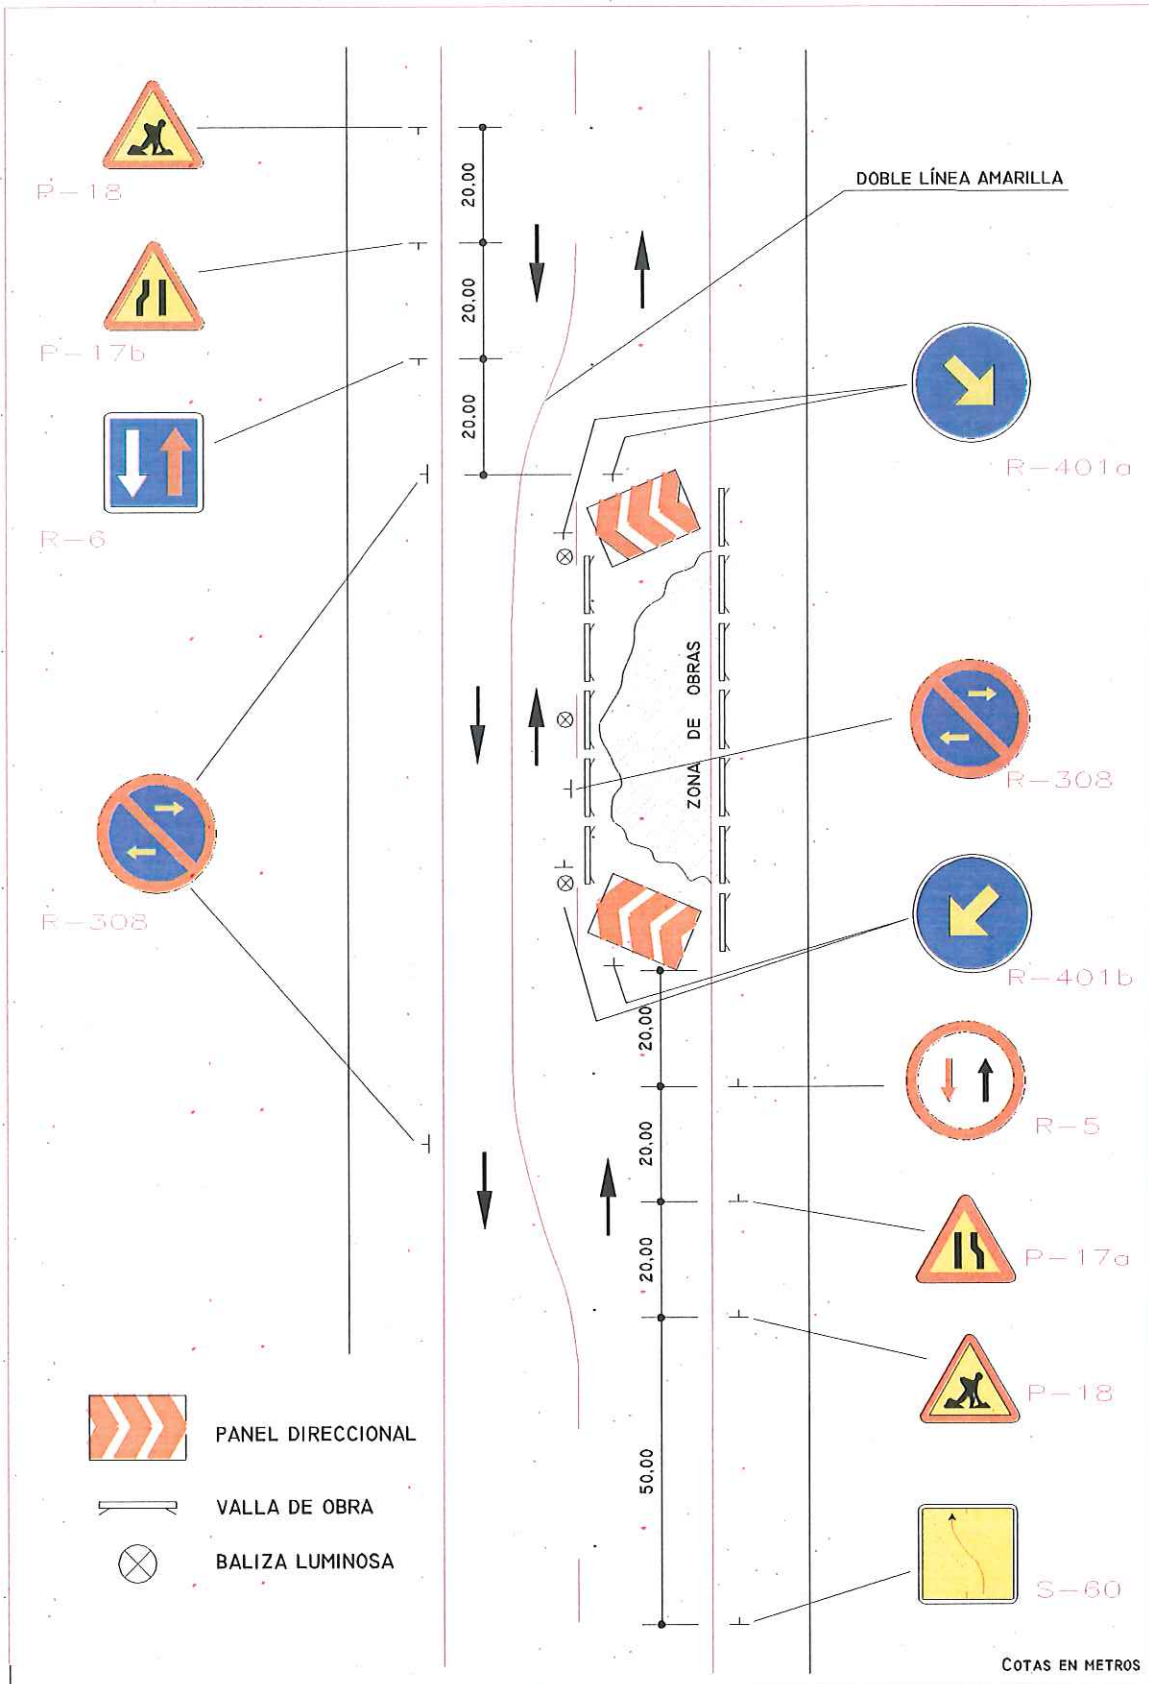 P-18
20.00
DOBLE LÍNEA AMARILLA
P-17b
20.00
R-6
20.00
R-401a
ZONA DE OBRAS
R-308
R-308
R-401b
20.00
R-5
20.00
P-17a
20.00
P-18
50.00
S-60
PANEL DIRECCIONAL
VALLA DE OBRA
BALIZA LUMINOSA
COTAS EN METROS